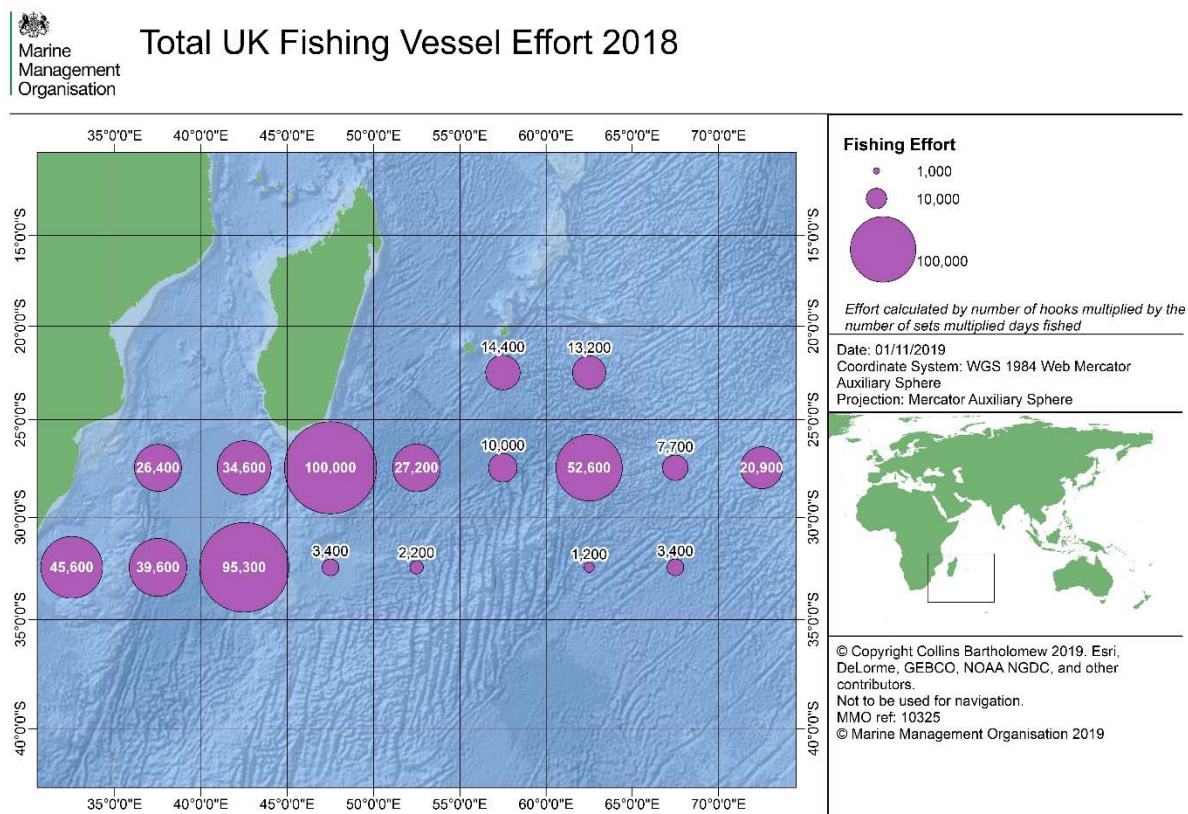 Marine
Management
Organisation
Total UK Fishing Vessel Effort 2018
35°0'0"E 40°0'0"E 45°0'0"E 50°0'0"E 55°0'0"E 60°0'0"E 65°0'0"E 70°0'0"E
15°0'0"S 15°0'0"S
20°0'0"S 20°0'0"S
14,400 13,200
25°0'0"S 25°0'0"S
26,400 34,600 100,000 27,200 10,000 52,600 7,700 20,900
30°0'0"S 30°0'0"S
45,600 39,600 95,300 3,400 2,200 1,200 3,400
35°0'0"S 35°0'0"S
40°0'0"S 40°0'0"S
35°0'0"E 40°0'0"E 45°0'0"E 50°0'0"E 55°0'0"E 60°0'0"E 65°0'0"E 70°0'0"E
Fishing Effort
1,000
10,000
100,000
Effort calculated by number of hooks multiplied by the
number of sets multiplied days fished
Date: 01/11/2019
Coordinate System: WGS 1984 Web Mercator
Auxiliary Sphere
Projection: Mercator Auxiliary Sphere
© Copyright Collins Bartholomew 2019. Esri,
DeLorme, GEBCO, NOAA NGDC, and other
contributors.
Not to be used for navigation.
MMO ref: 10325
© Marine Management Organisation 2019